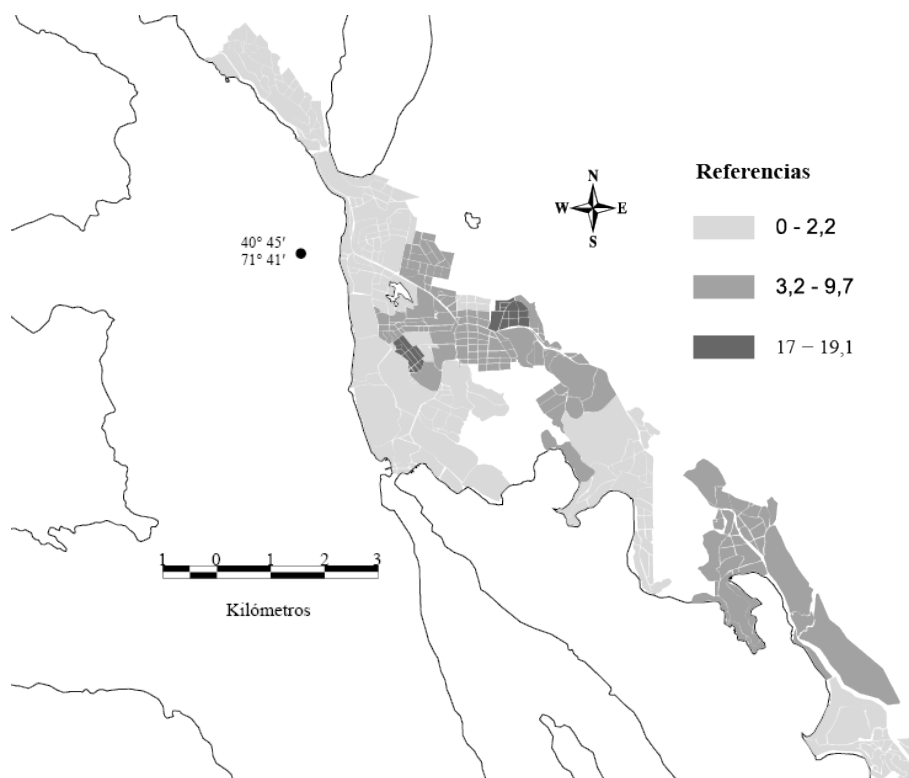 Referencias
N
W E
S
0 - 2,2
40° 45′
71° 41′
3,2 - 9,7
17 – 19,1
1 0 1 2 3
Kilómetros